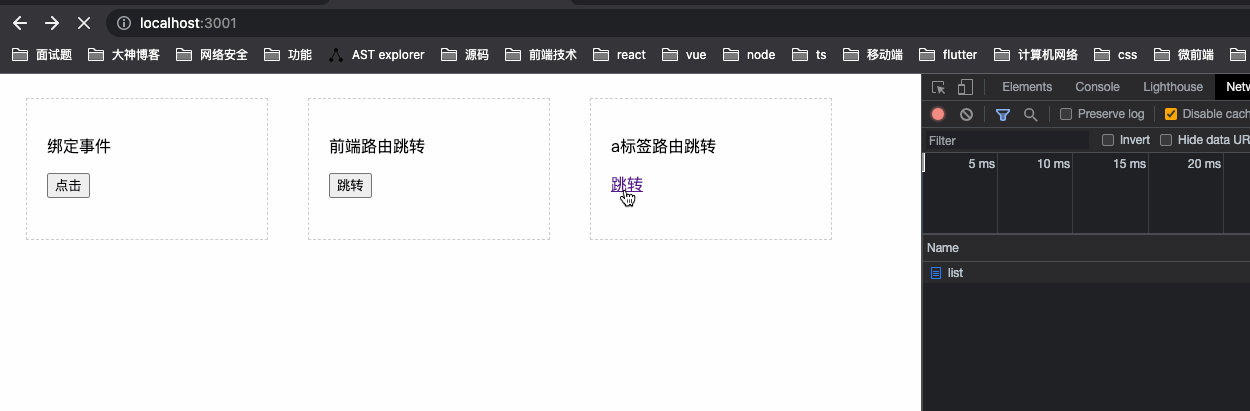 localhost:3001
面试题 大神博客 网络安全 功能 AST explorer 源码 前端技术 react vue node ts 移动端 flutter 计算机网络 css 微前端
Elements Console Lighthouse Netw
Preserve log Disable cach
Filter Invert Hide data UR
5 ms 10 ms 15 ms 20 ms
Name
list
绑定事件
点击
前端路由跳转
跳转
a标签路由跳转
跳转